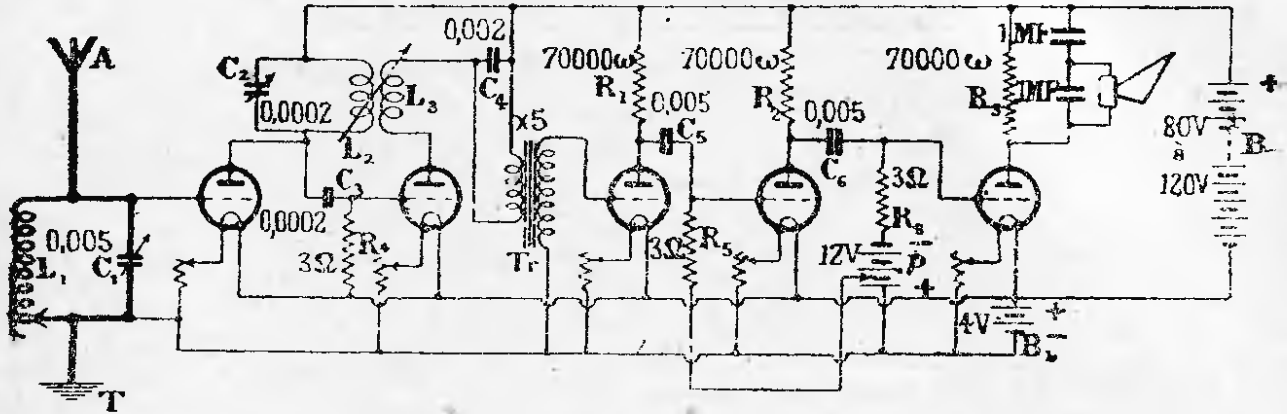 A
C₂
0,0002
L₂
L₃
0,002
C₄
x5
Tr
70000ω
R₁
0,005
C₅
70000ω
R₂
0,005
C₆
70000ω
R₃
1MF
1MF
+
80V
à
120V
B
0,005
L₁
C₁
0,0002
C₃
3Ω
R₄
3Ω
R₅
3Ω
12V
p
-
+
4V
+
-
T